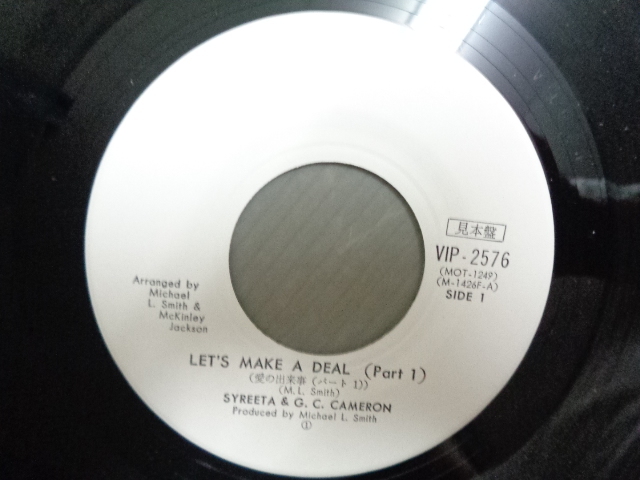 見本盤
VIP-2576
(MOT-1249)
(M-1426F-A)
SIDE 1
Arranged by
Michael
L. Smith &
McKinley
Jackson
LET'S MAKE A DEAL (Part 1)
(愛の出来事(パート1))
(M.L. Smith)
SYREETA & G. C. CAMERON
Produced by Michael L. Smith
①